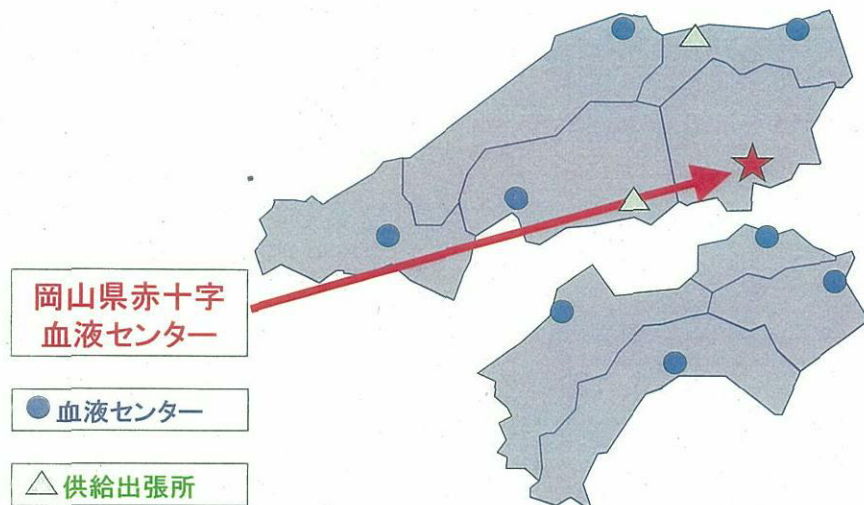 岡山県赤十字
血液センター
血液センター
供給出張所